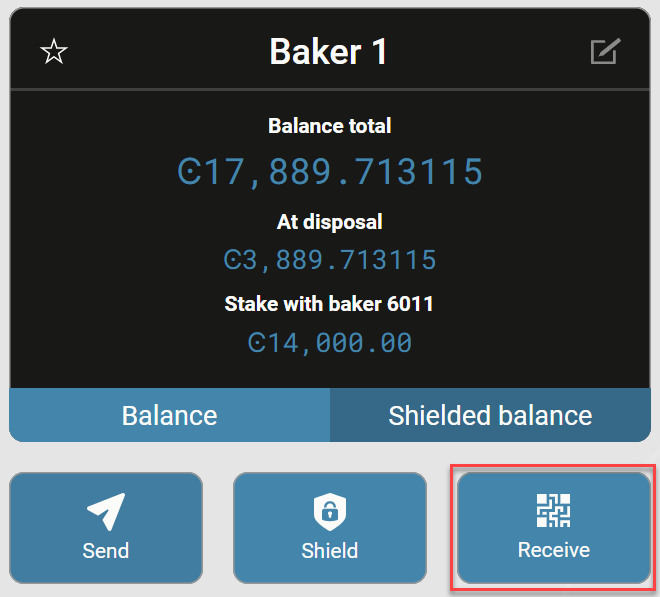 Baker 1
Balance total
Ͼ17,889.713115
At disposal
Ͼ3,889.713115
Stake with baker 6011
Ͼ14,000.00
Balance
Shielded balance
Send
Shield
Receive